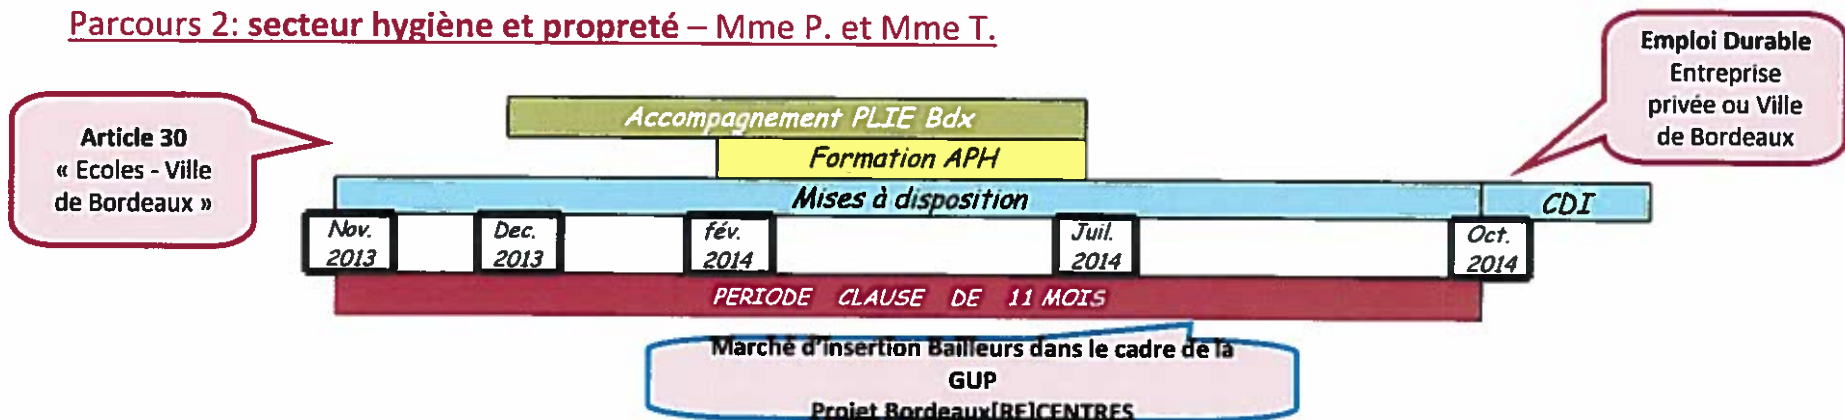 Parcours 2: secteur hygiène et propreté – Mme P. et Mme T.
Article 30
« Ecoles - Ville
de Bordeaux »
Emploi Durable
Entreprise
privée ou Ville
de Bordeaux
Accompagnement PLIE Bdx
Formation APH
Mises à disposition
CDI
Nov.
2013
Dec.
2013
fév.
2014
Juil.
2014
Oct.
2014
PERIODE CLAUSE DE 11 MOIS
Marché d'insertion Bailleurs dans le cadre de la
GUP
Projet Bordeaux[RE]CENTRES